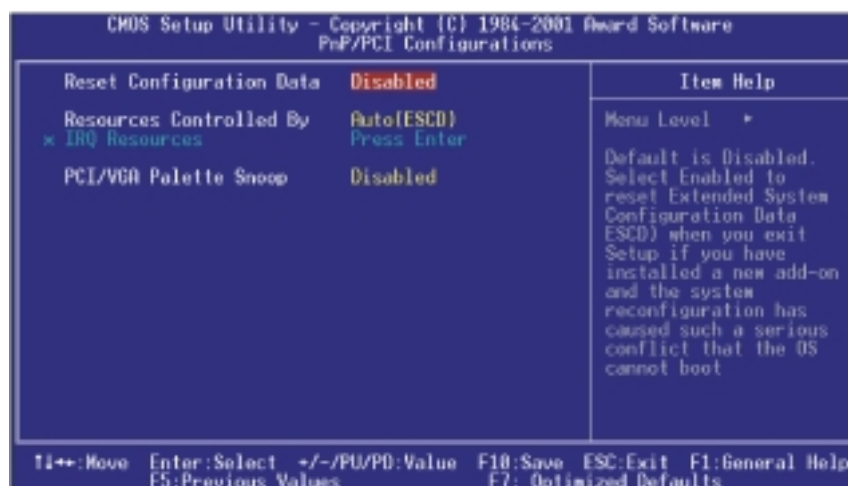 CMOS Setup Utility - Copyright (C) 1984-2001 Award Software
PnP/PCI Configurations
Reset Configuration Data Disabled
Resources Controlled By Auto(ESCD)
x IRQ Resources Press Enter
PCI/VGA Palette Snoop Disabled
Item Help
Menu Level ►
Default is Disabled.
Select Enabled to
reset Extended System
Configuration Data
ESCD) when you exit
Setup if you have
installed a new add-on
and the system
reconfiguration has
caused such a serious
conflict that the OS
cannot boot
↑↓→←:Move Enter:Select +/-/PU/PD:Value F10:Save ESC:Exit F1:General Help
F5:Previous Values F7: Optimized Defaults